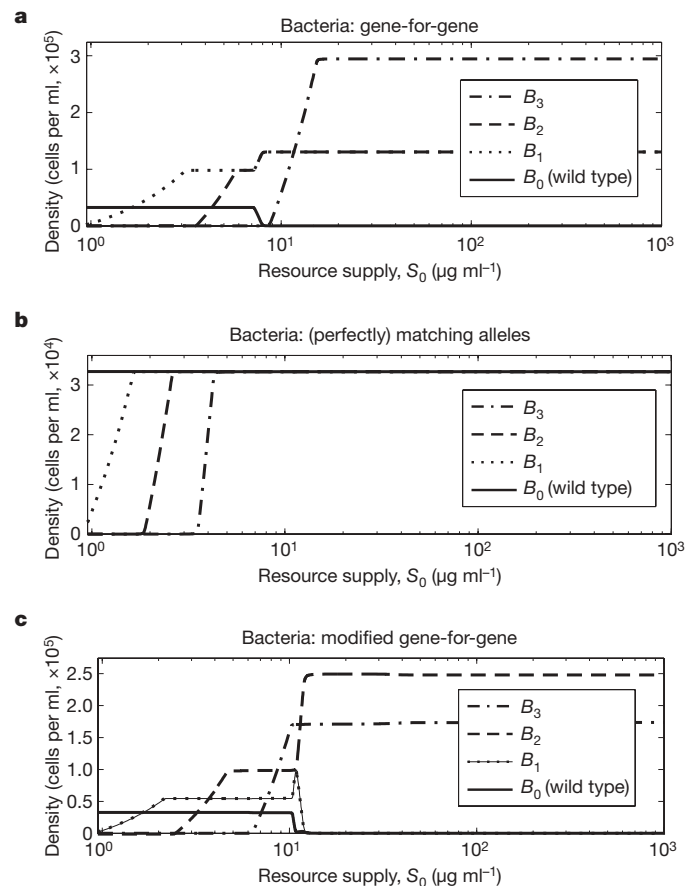 a
Bacteria: gene-for-gene
Density (cells per ml, ×10⁵)
3
2
1
0
B₃
B₂
B₁
B₀ (wild type)
10⁰ 10¹ 10² 10³
Resource supply, S₀ (µg ml⁻¹)
b
Bacteria: (perfectly) matching alleles
Density (cells per ml, ×10⁴)
3
2
1
0
B₃
B₂
B₁
B₀ (wild type)
10⁰ 10¹ 10² 10³
Resource supply, S₀ (µg ml⁻¹)
c
Bacteria: modified gene-for-gene
Density (cells per ml, ×10⁵)
2.5
2.0
1.5
1.0
0.5
0
B₃
B₂
B₁
B₀ (wild type)
10⁰ 10¹ 10² 10³
Resource supply, S₀ (µg ml⁻¹)